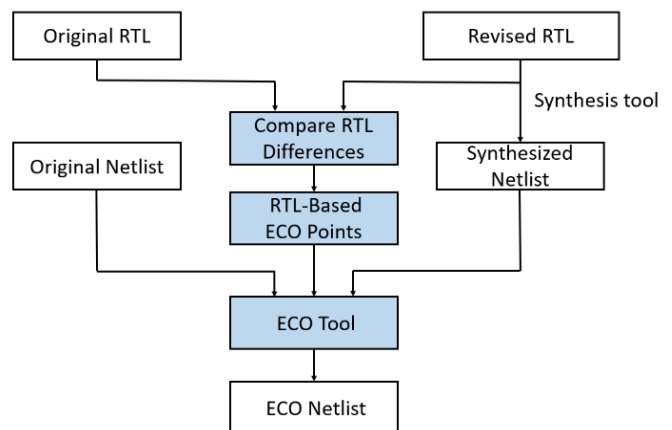 Original RTL
Revised RTL
Synthesis tool
Compare RTL
Differences
Original Netlist
Synthesized
Netlist
RTL-Based
ECO Points
ECO Tool
ECO Netlist